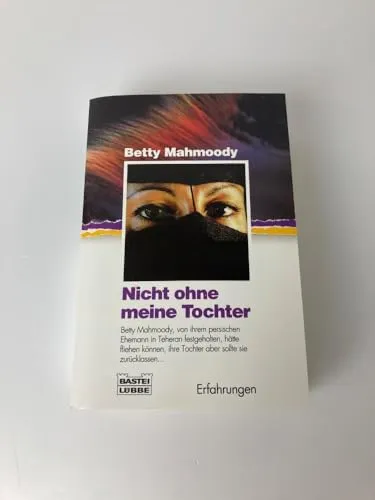 Betty Mahmoody
Nicht ohne
meine Tochter
Betty Mahmoody, von ihrem persischen
Ehemann in Teheran festgehalten, hätte
fliehen können, ihre Tochter aber sollte sie
zurücklassen...
BASTEI
LÜBBE
Erfahrungen